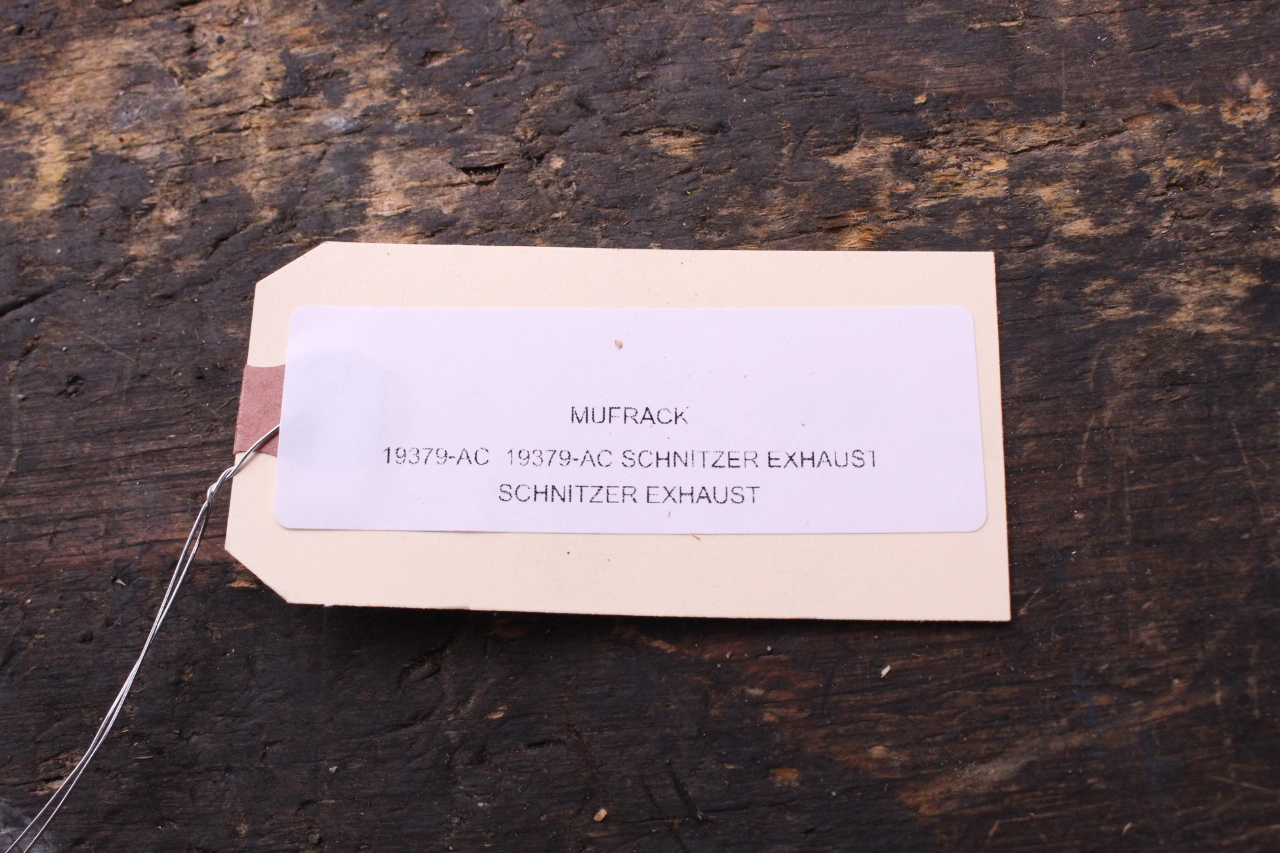 MUFRACK
19379-AC 19379-AC SCHNITZER EXHAUST
SCHNITZER EXHAUST